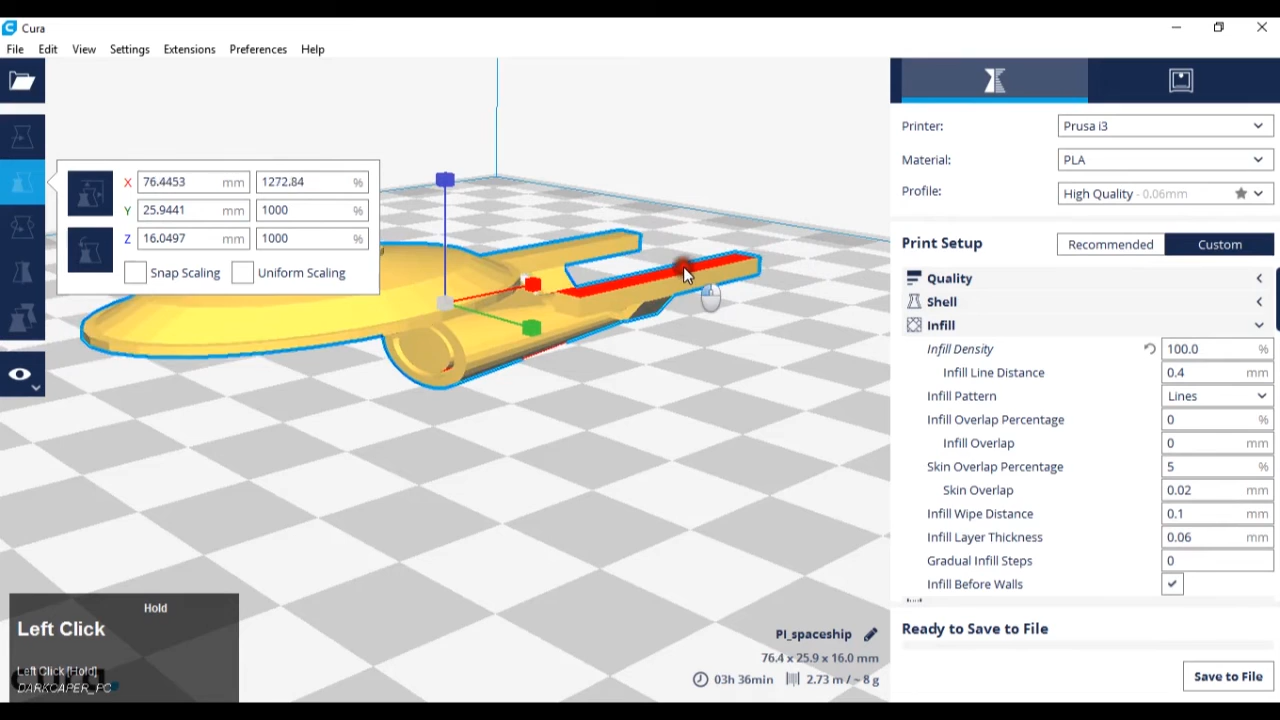 Cura
File Edit View Settings Extensions Preferences Help
X 76.4453 mm 1272.84 %
Y 25.9441 mm 1000 %
Z 16.0497 mm 1000 %
Snap Scaling Uniform Scaling
Printer: Prusa i3
Material: PLA
Profile: High Quality - 0.06mm
Print Setup Recommended Custom
Quality
Shell
Infill
Infill Density 100.0 %
Infill Line Distance 0.4 mm
Infill Pattern Lines
Infill Overlap Percentage 0 %
Infill Overlap 0 mm
Skin Overlap Percentage 5 %
Skin Overlap 0.02 mm
Infill Wipe Distance 0.1 mm
Infill Layer Thickness 0.06 mm
Gradual Infill Steps 0
Infill Before Walls
Hold
Left Click
Left Click [Hold]
DARKCAPER_PC
PI_spaceship
76.4 x 25.9 x 16.0 mm
03h 36min 2.73 m / ~ 8 g
Ready to Save to File
Save to File